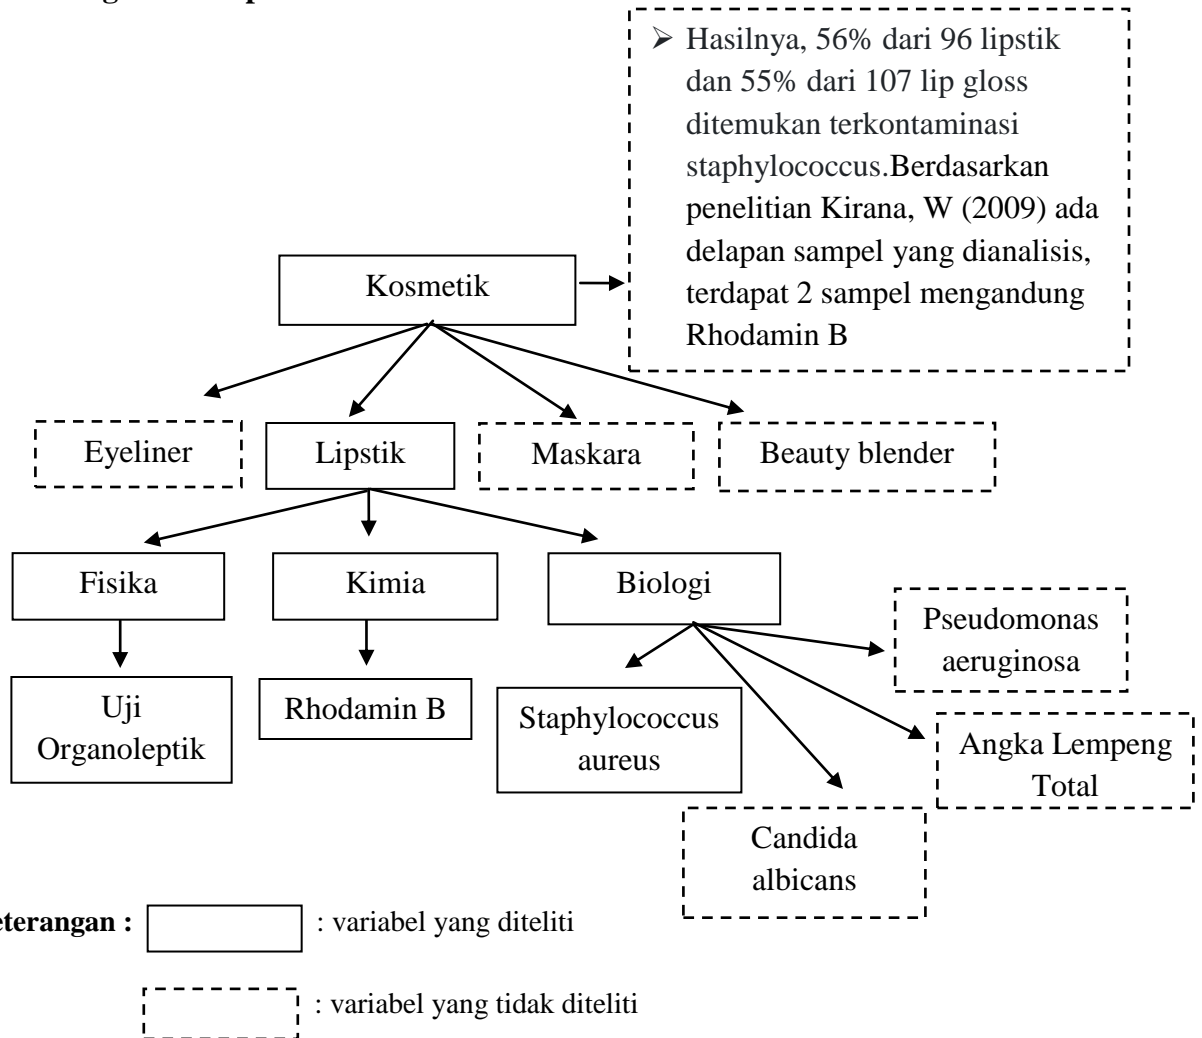 ➢ Hasilnya, 56% dari 96 lipstik
dan 55% dari 107 lip gloss
ditemukan terkontaminasi
staphylococcus.Berdasarkan
penelitian Kirana, W (2009) ada
delapan sampel yang dianalisis,
terdapat 2 sampel mengandung
Rhodamin B
Kosmetik
Eyeliner
Lipstik
Maskara
Beauty blender
Fisika
Kimia
Biologi
Pseudomonas
aeruginosa
Uji
Organoleptik
Rhodamin B
Staphylococcus
aureus
Angka Lempeng
Total
Candida
albicans
eterangan :
: variabel yang diteliti
: variabel yang tidak diteliti